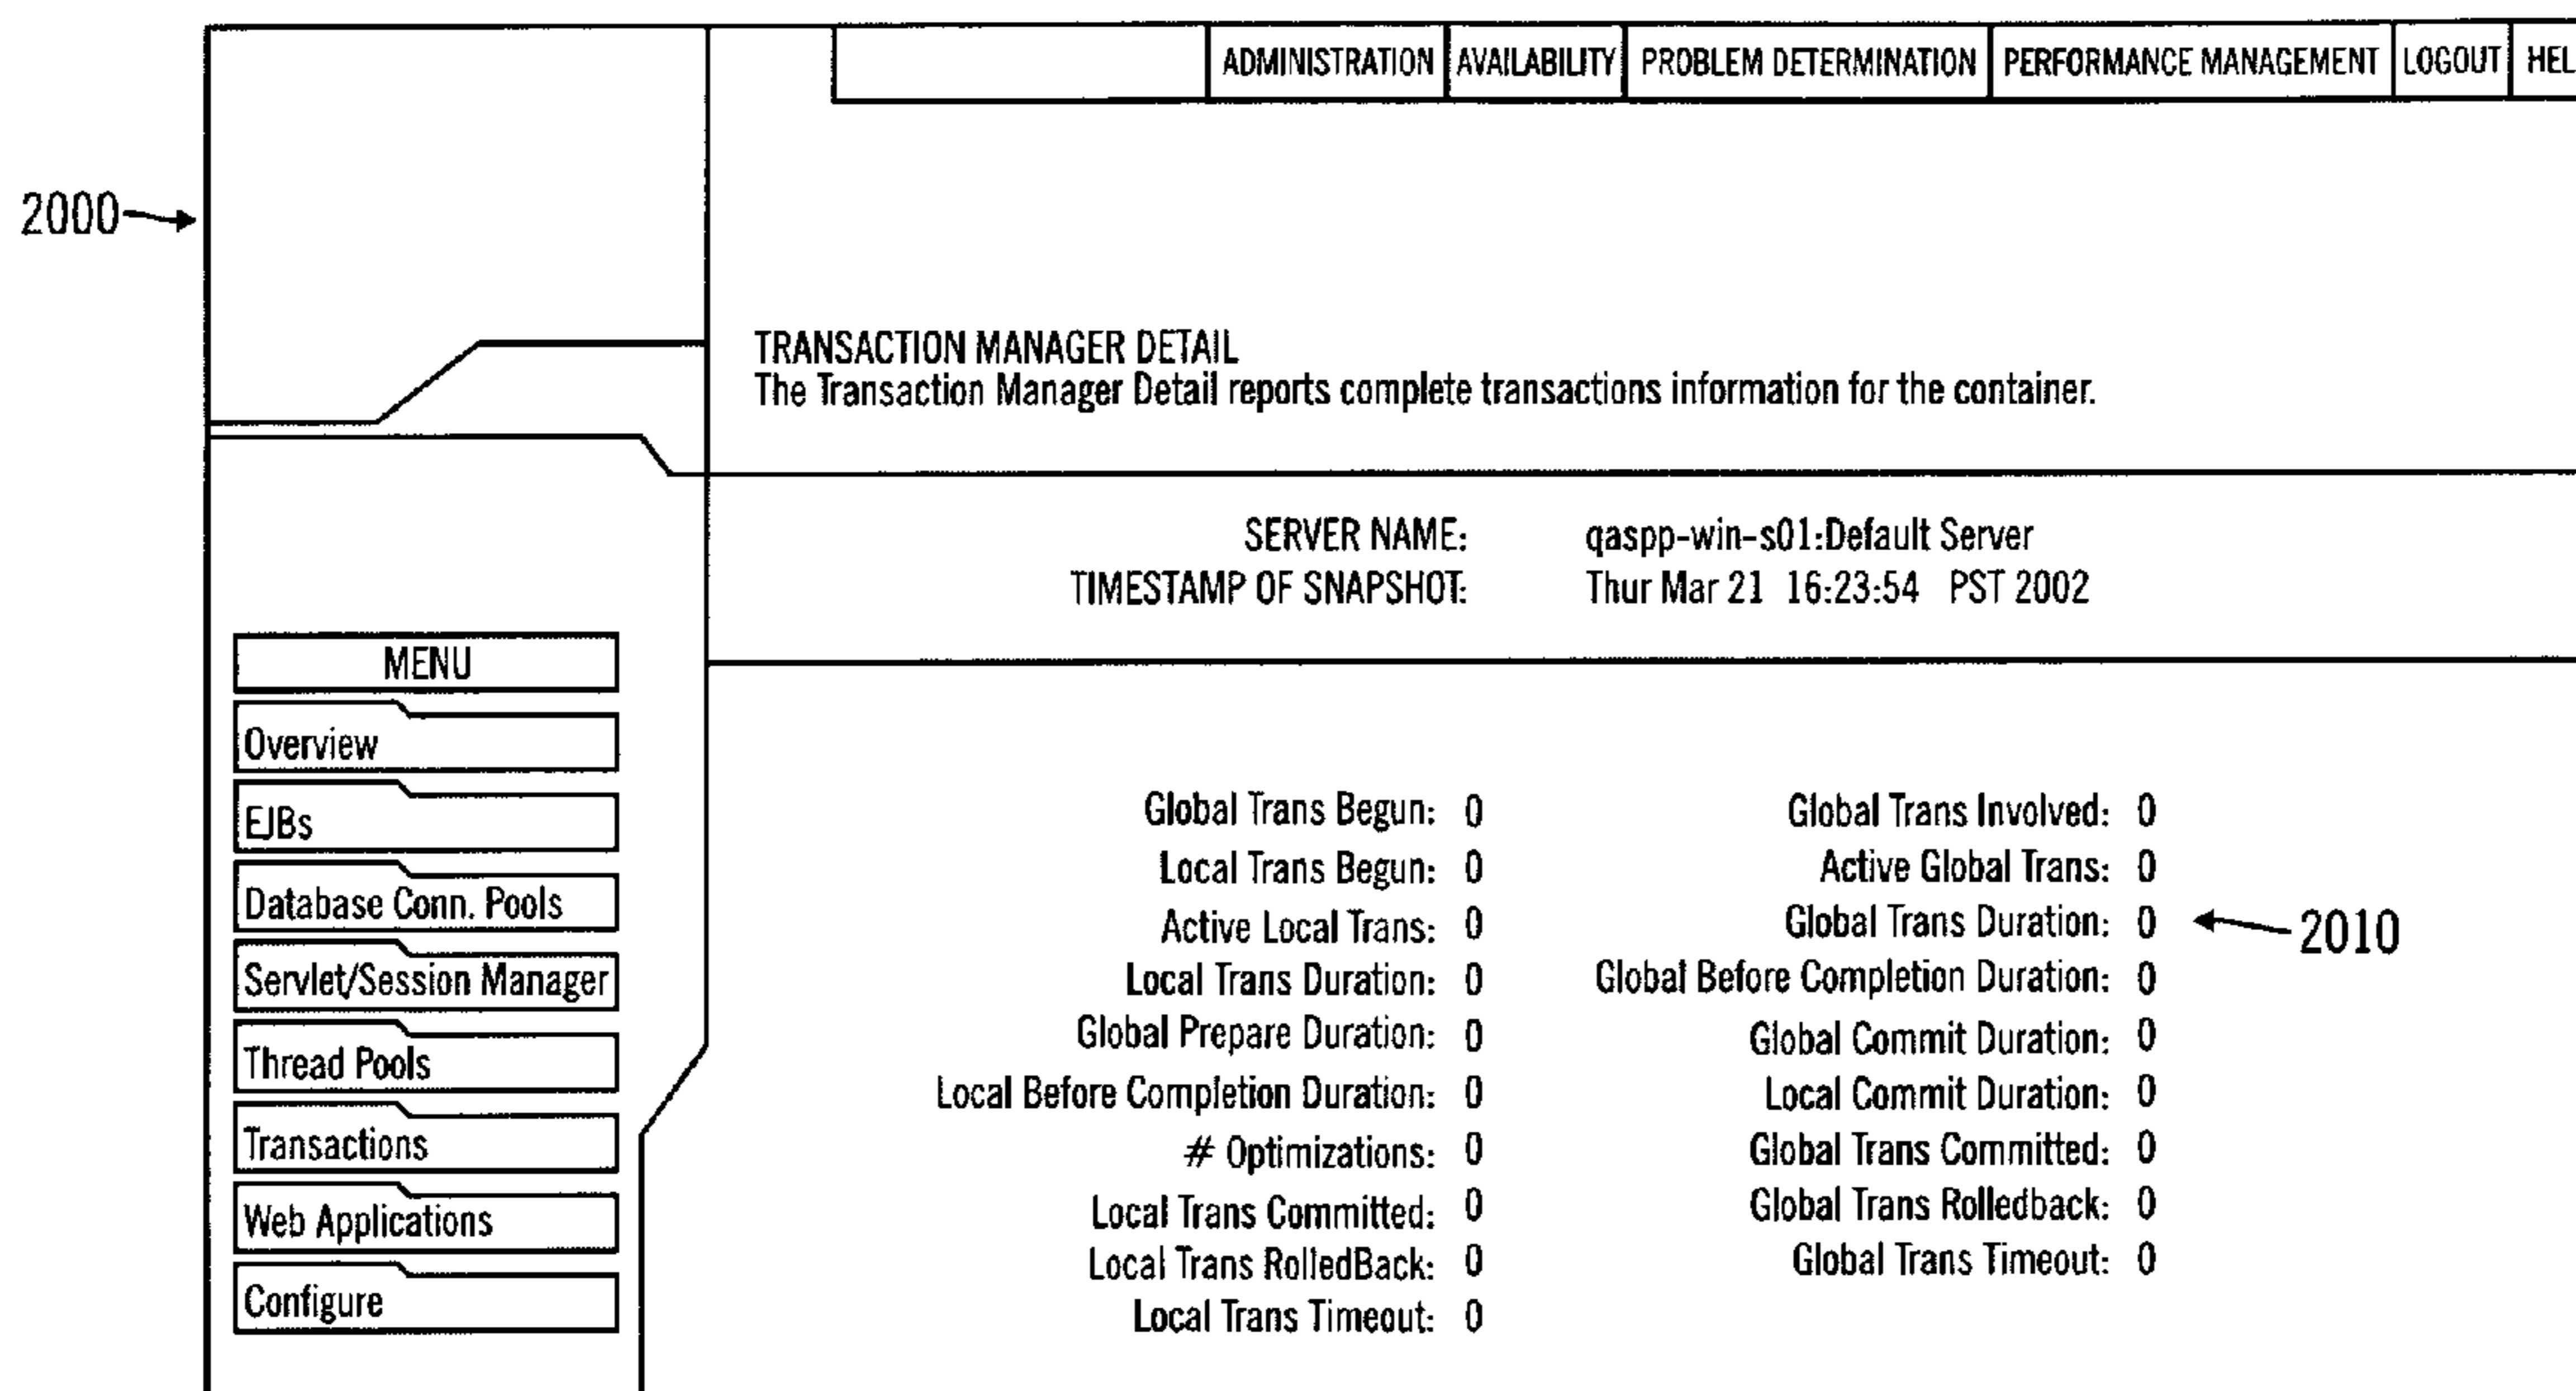 ADMINISTRATION AVAILABILITY PROBLEM DETERMINATION PERFORMANCE MANAGEMENT LOGOUT HEL
2000
TRANSACTION MANAGER DETAIL
The Transaction Manager Detail reports complete transactions information for the container.
SERVER NAME: qaspp-win-s01:Default Server
TIMESTAMP OF SNAPSHOT: Thur Mar 21 16:23:54 PST 2002
MENU
Overview
EJBs
Database Conn. Pools
Servlet/Session Manager
Thread Pools
Transactions
Web Applications
Configure
Global Trans Begun: 0
Local Trans Begun: 0
Active Local Trans: 0
Local Trans Duration: 0
Global Prepare Duration: 0
Local Before Completion Duration: 0
# Optimizations: 0
Local Trans Committed: 0
Local Trans RolledBack: 0
Local Trans Timeout: 0
Global Trans Involved: 0
Active Global Trans: 0
Global Trans Duration: 0
Global Before Completion Duration: 0
Global Commit Duration: 0
Local Commit Duration: 0
Global Trans Committed: 0
Global Trans Rolledback: 0
Global Trans Timeout: 0
2010